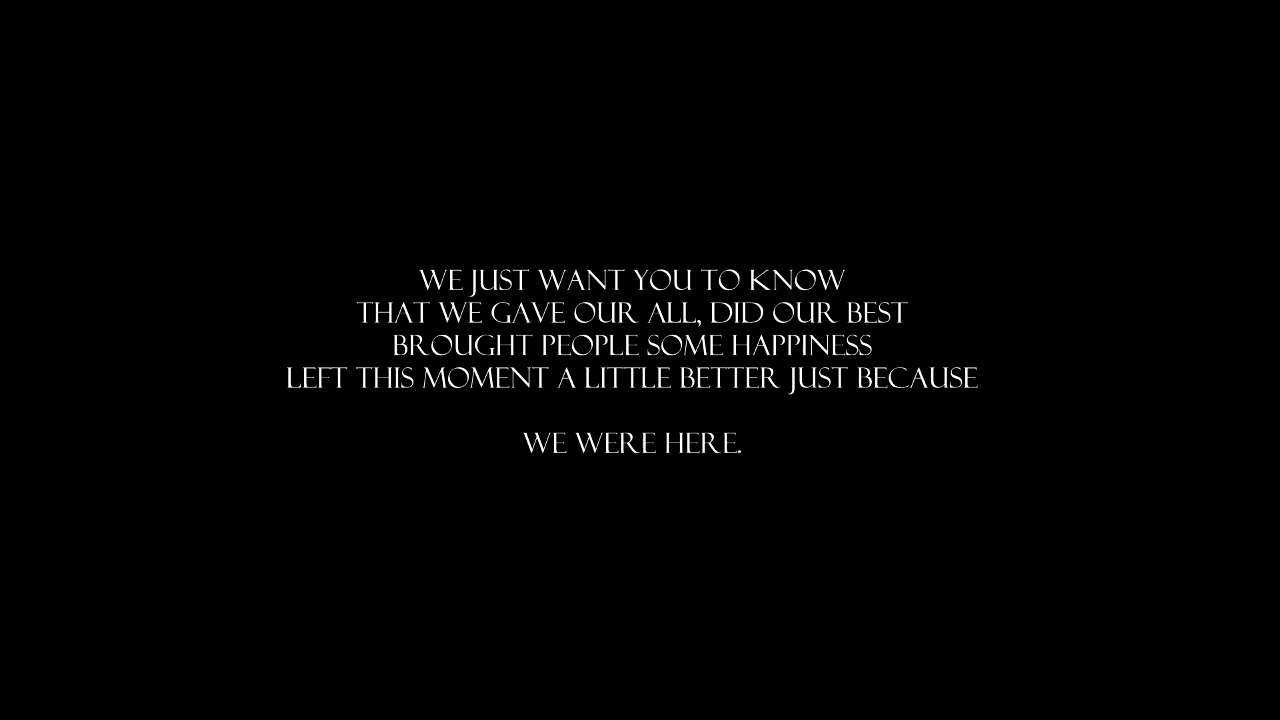 WE JUST WANT YOU TO KNOW
THAT WE GAVE OUR ALL, DID OUR BEST
BROUGHT PEOPLE SOME HAPPINESS
LEFT THIS MOMENT A LITTLE BETTER JUST BECAUSE
WE WERE HERE.